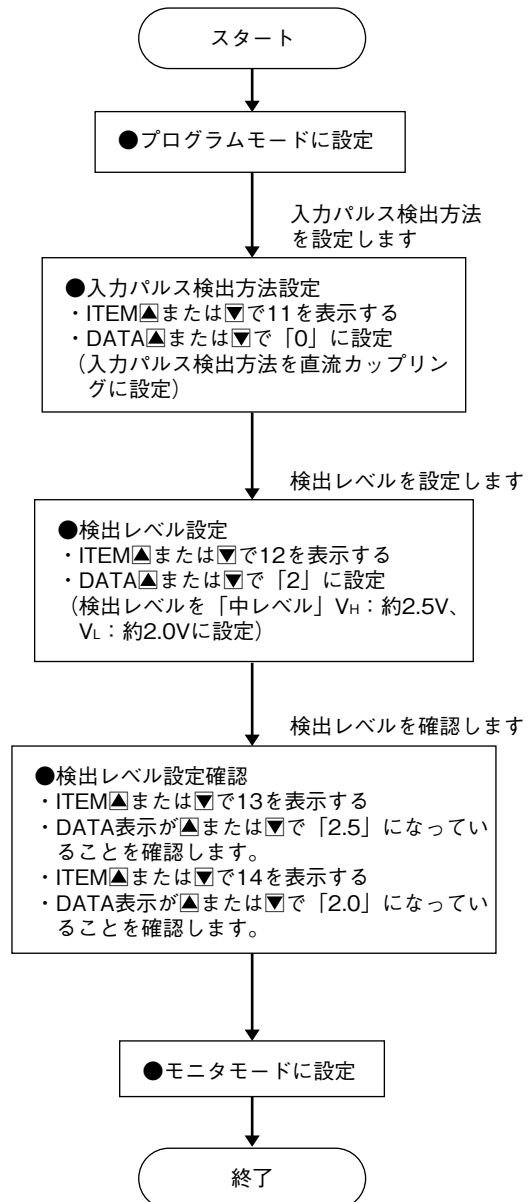 スタート
●プログラムモードに設定
入力パルス検出方法
を設定します
●入力パルス検出方法設定
・ITEM▲または▼で11を表示する
・DATA▲または▼で「0」に設定
（入力パルス検出方法を直流カップリン
グに設定）
検出レベルを設定します
●検出レベル設定
・ITEM▲または▼で12を表示する
・DATA▲または▼で「2」に設定
（検出レベルを「中レベル」VH：約2.5V、
VL：約2.0Vに設定）
検出レベルを確認します
●検出レベル設定確認
・ITEM▲または▼で13を表示する
・DATA表示が▲または▼で「2.5」になってい
ることを確認します。
・ITEM▲または▼で14を表示する
・DATA表示が▲または▼で「2.0」になってい
ることを確認します。
●モニタモードに設定
終了